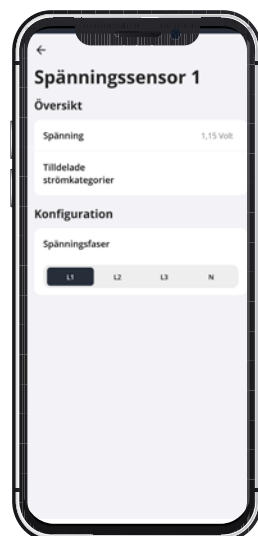 Spänningssensor 1
Översikt
Spänning 1,15 Volt
Tilldelade
strömkategorier
Konfiguration
Spänningsfaser
L1 L2 L3 N